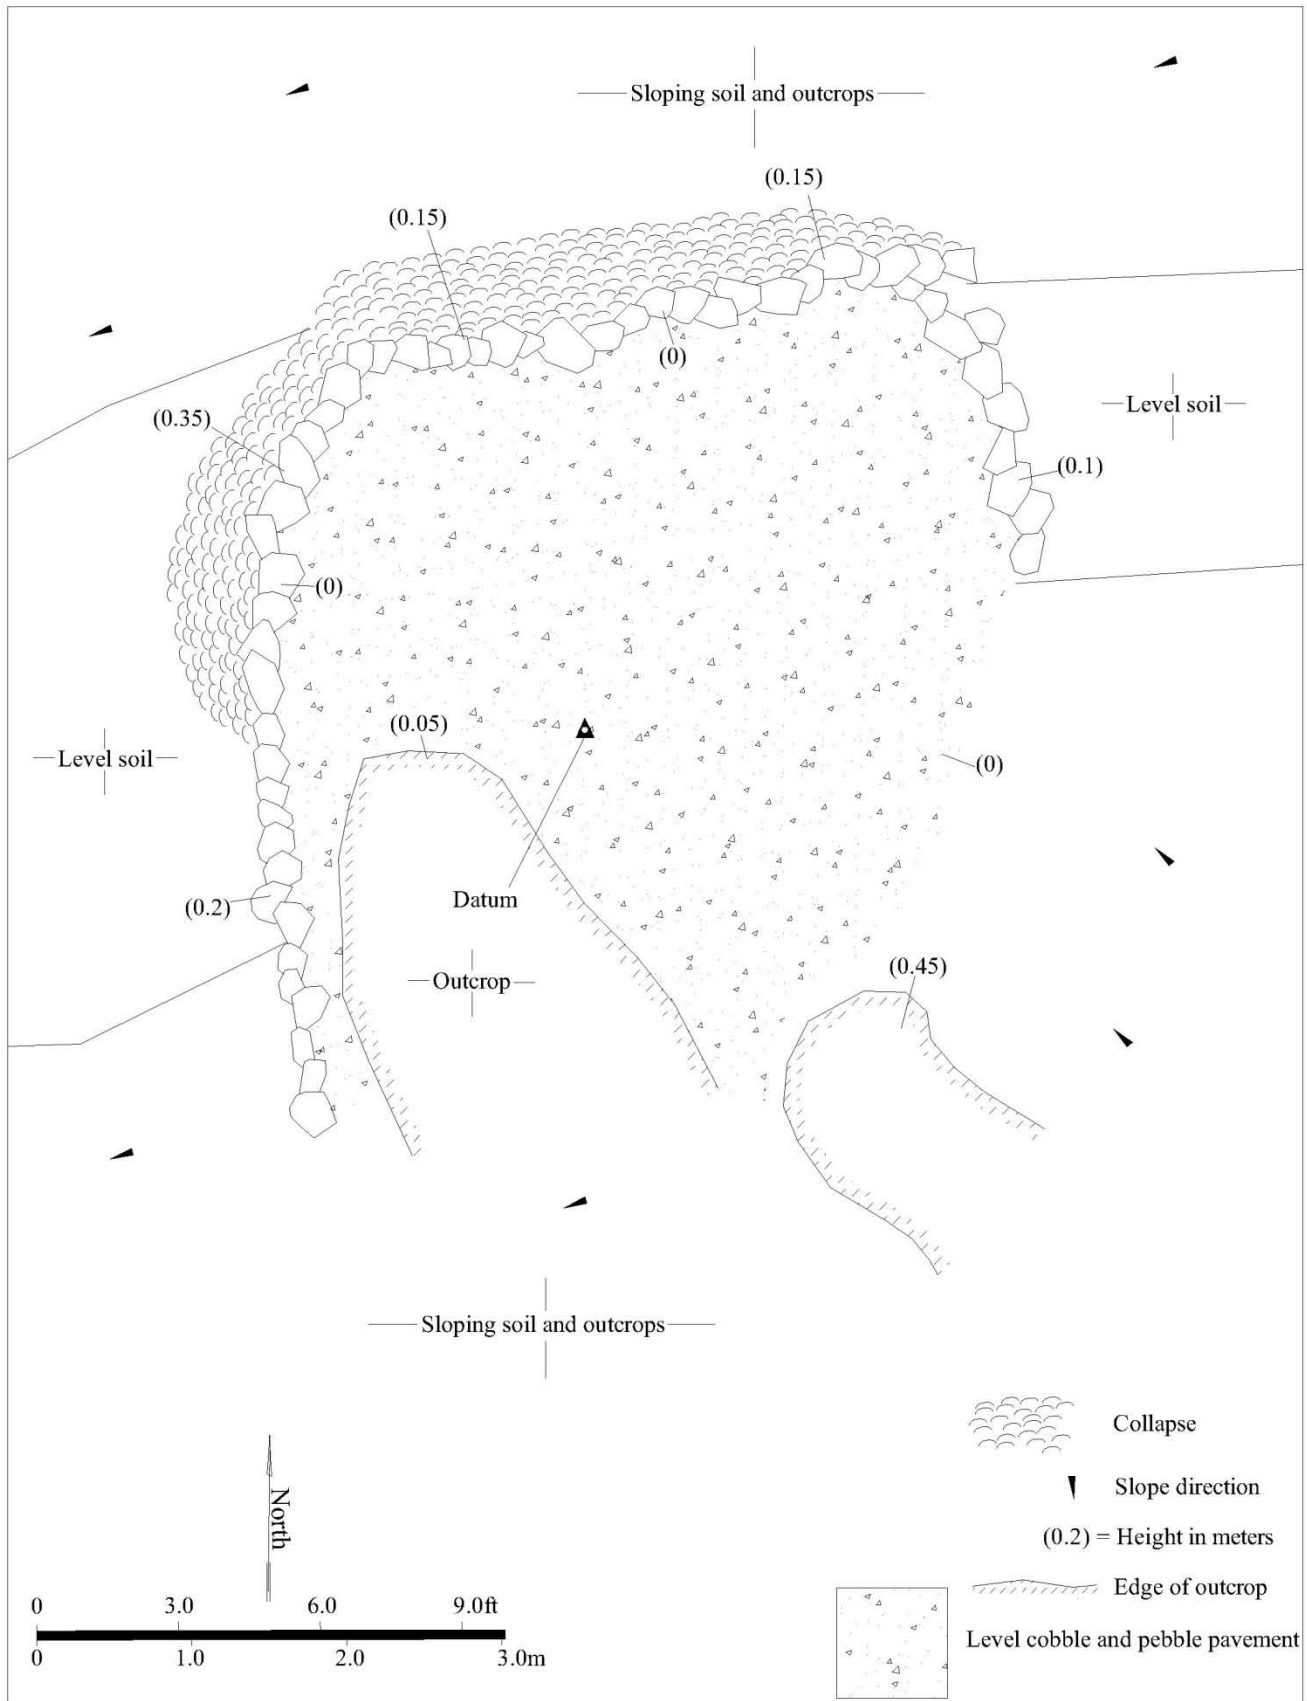 Sloping soil and outcrops
(0.15)
(0.15)
(0)
(0.35)
Level soil
(0.1)
(0)
(0.05)
Level soil
(0)
Datum
(0.2)
Outcrop
(0.45)
Sloping soil and outcrops
Collapse
Slope direction
(0.2) = Height in meters
Edge of outcrop
Level cobble and pebble pavement
North
0 3.0 6.0 9.0ft
0 1.0 2.0 3.0m